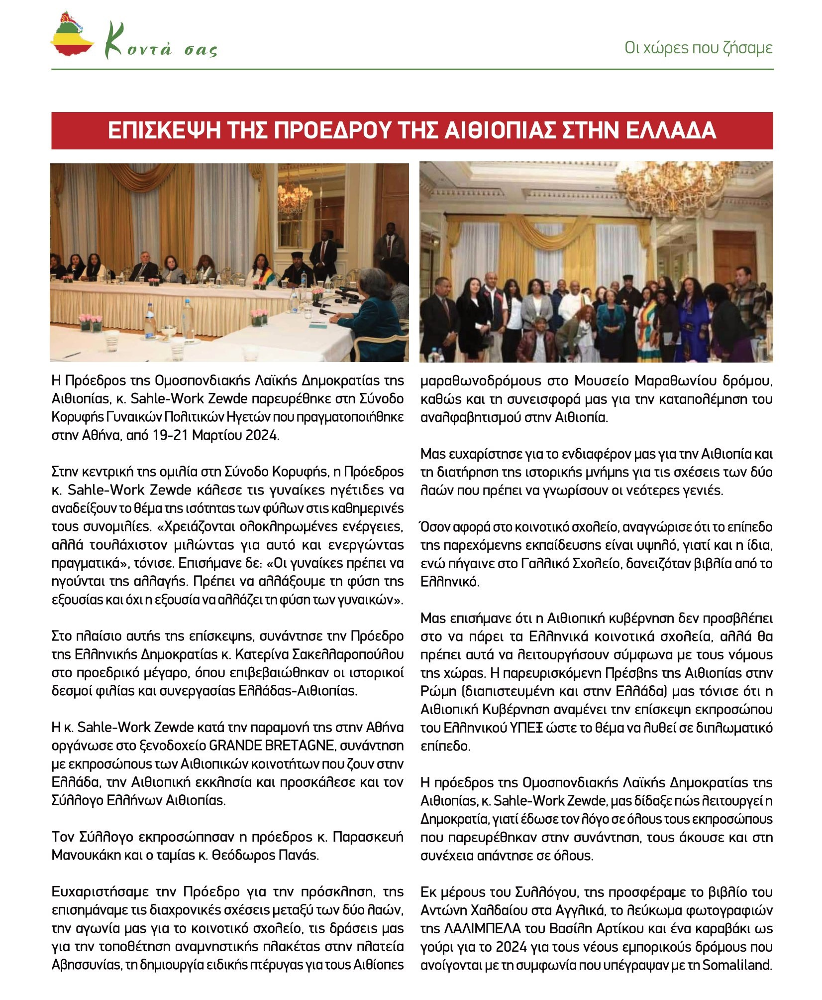 Κοντά σας
Οι χώρες που ζήσαμε
ΕΠΙΣΚΕΨΗ ΤΗΣ ΠΡΟΕΔΡΟΥ ΤΗΣ ΑΙΘΙΟΠΙΑΣ ΣΤΗΝ ΕΛΛΑΔΑ
Η Πρόεδρος της Ομοσπονδιακής Λαϊκής Δημοκρατίας της
Αιθιοπίας, κ. Sahle-Work Zewde παρευρέθηκε στη Σύνοδο
Κορυφής Γυναικών Πολιτικών Ηγετών που πραγματοποιήθηκε
στην Αθήνα, από 19-21 Μαρτίου 2024.
Στην κεντρική της ομιλία στη Σύνοδο Κορυφής, η Πρόεδρος
κ. Sahle-Work Zewde κάλεσε τις γυναίκες ηγέτιδες να
αναδείξουν το θέμα της ισότητας των φύλων στις καθημερινές
τους συνομιλίες. «Χρειάζονται ολοκληρωμένες ενέργειες,
αλλά τουλάχιστον μιλώντας για αυτό και ενεργώντας
πραγματικά», τόνισε. Επισήμανε δε: «Οι γυναίκες πρέπει να
ηγούνται της αλλαγής. Πρέπει να αλλάξουμε τη φύση της
εξουσίας και όχι η εξουσία να αλλάζει τη φύση των γυναικών».
Στο πλαίσιο αυτής της επίσκεψης, συνάντησε την Πρόεδρο
της Ελληνικής Δημοκρατίας κ. Κατερίνα Σακελλαροπούλου
στο προεδρικό μέγαρο, όπου επιβεβαιώθηκαν οι ιστορικοί
δεσμοί φιλίας και συνεργασίας Ελλάδας-Αιθιοπίας.
Η κ. Sahle-Work Zewde κατά την παραμονή της στην Αθήνα
οργάνωσε στο ξενοδοχείο GRANDE BRETAGNE, συνάντηση
με εκπροσώπους των Αιθιοπικών κοινοτήτων που ζουν στην
Ελλάδα, την Αιθιοπική εκκλησία και προσκάλεσε και τον
Σύλλογο Ελλήνων Αιθιοπίας.
Τον Σύλλογο εκπροσώπησαν η πρόεδρος κ. Παρασκευή
Μανουκάκη και ο ταμίας κ. Θεόδωρος Πανάς.
Ευχαριστήσαμε την Πρόεδρο για την πρόσκληση, της
επισημάναμε τις διαχρονικές σχέσεις μεταξύ των δύο λαών,
την αγωνία μας για το κοινοτικό σχολείο, τις δράσεις μας
για την τοποθέτηση αναμνηστικής πλακέτας στην πλατεία
Αβησσυνίας, τη δημιουργία ειδικής πτέρυγας για τους Αιθίοπες
μαραθωνοδρόμους στο Μουσείο Μαραθωνίου δρόμου,
καθώς και τη συνεισφορά μας για την καταπολέμηση του
αναλφαβητισμού στην Αιθιοπία.
Μας ευχαρίστησε για το ενδιαφέρον μας για την Αιθιοπία και
τη διατήρηση της ιστορικής μνήμης για τις σχέσεις των δύο
λαών που πρέπει να γνωρίσουν οι νεότερες γενιές.
Όσον αφορά στο κοινοτικό σχολείο, αναγνώρισε ότι το επίπεδο
της παρεχόμενης εκπαίδευσης είναι υψηλό, γιατί και η ίδια,
ενώ πήγαινε στο Γαλλικό Σχολείο, δανειζόταν βιβλία από το
Ελληνικό.
Μας επισήμανε ότι η Αιθιοπική κυβέρνηση δεν προσβλέπει
στο να πάρει τα Ελληνικά κοινοτικά σχολεία, αλλά θα
πρέπει αυτά να λειτουργήσουν σύμφωνα με τους νόμους
της χώρας. Η παρευρισκόμενη Πρέσβης της Αιθιοπίας στην
Ρώμη (διαπιστευμένη και στην Ελλάδα) μας τόνισε ότι η
Αιθιοπική Κυβέρνηση αναμένει την επίσκεψη εκπροσώπου
του Ελληνικού ΥΠΕΞ ώστε το θέμα να λυθεί σε διπλωματικό
επίπεδο.
Η πρόεδρος της Ομοσπονδιακής Λαϊκής Δημοκρατίας της
Αιθιοπίας, κ. Sahle-Work Zewde, μας δίδαξε πώς λειτουργεί η
Δημοκρατία, γιατί έδωσε τον λόγο σε όλους τους εκπροσώπους
που παρευρέθηκαν στην συνάντηση, τους άκουσε και στη
συνέχεια απάντησε σε όλους.
Εκ μέρους του Συλλόγου, της προσφέραμε το βιβλίο του
Αντώνη Χαλδαίου στα Αγγλικά, το λεύκωμα φωτογραφιών
της ΛΑΛΙΜΠΕΛΑ του Βασίλη Αρτίκου και ένα καραβάκι ως
γούρι για το 2024 για τους νέους εμπορικούς δρόμους που
ανοίγονται με τη συμφωνία που υπέγραψαν με τη Somaliland.